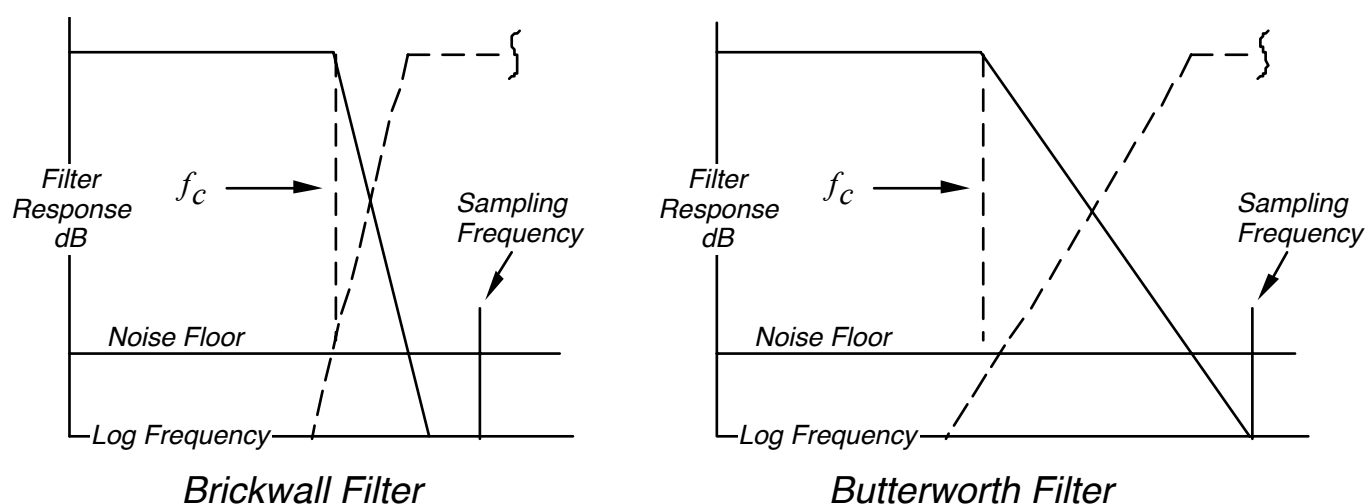 Filter
Response
dB
f_c
Sampling
Frequency
Noise Floor
Log Frequency
Brickwall Filter
Filter
Response
dB
f_c
Sampling
Frequency
Noise Floor
Log Frequency
Butterworth Filter